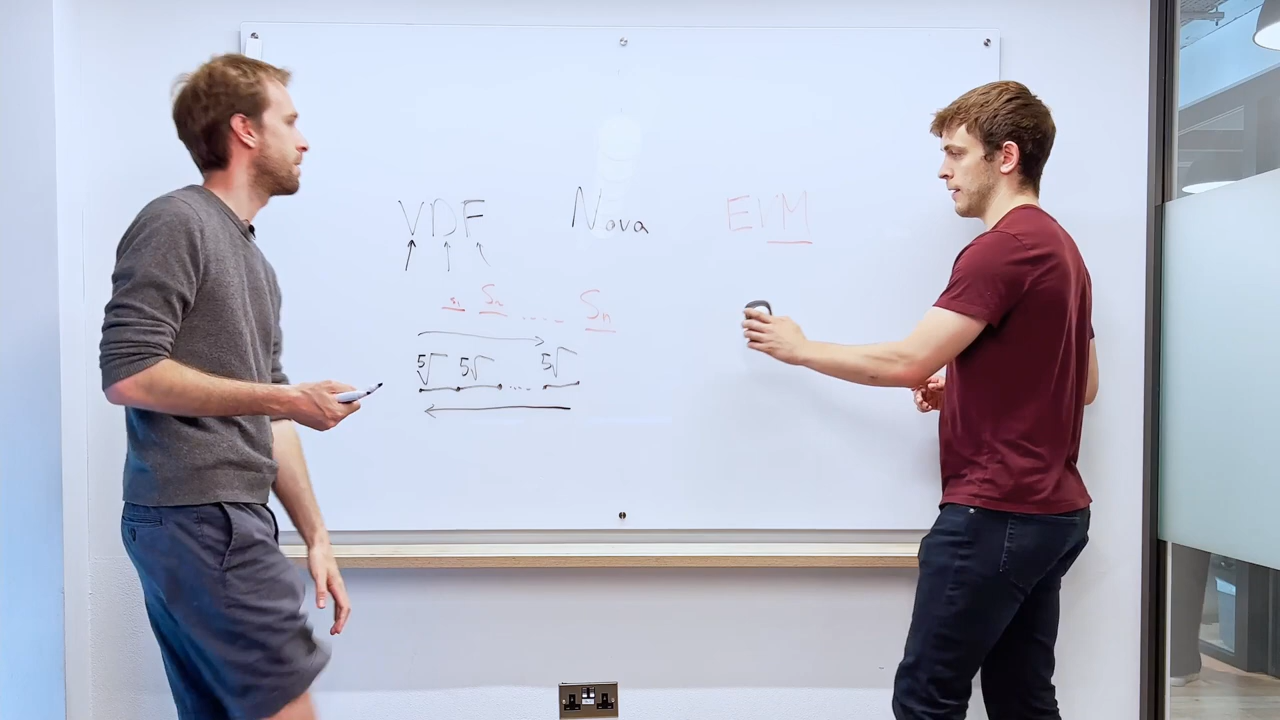 VDF Nova EVM
s₁ S₂ .... Sₙ
⁵√ ⁵√ .... ⁵√